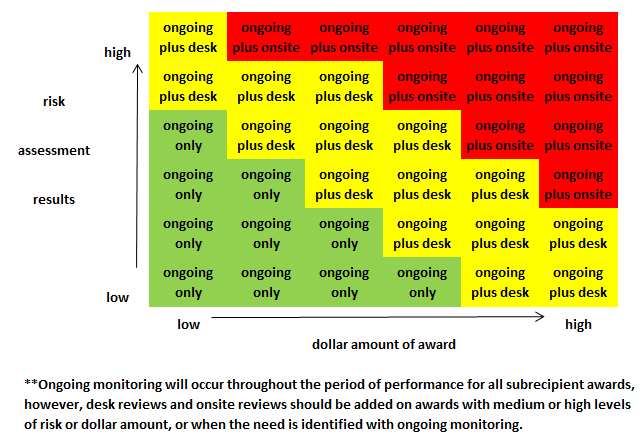 ongoing ongoing ongoing ongoing ongoing ongoing
high plus desk plus onsite plus onsite plus onsite plus onsite plus onsite
ongoing ongoing ongoing ongoing ongoing ongoing
risk plus desk plus desk plus desk plus onsite plus onsite plus onsite
ongoing ongoing ongoing ongoing ongoing ongoing
assessment only plus desk plus desk plus desk plus onsite plus onsite
ongoing ongoing ongoing ongoing ongoing ongoing
results only only plus desk plus desk plus desk plus onsite
ongoing ongoing ongoing ongoing ongoing ongoing
only only only plus desk plus desk plus desk
ongoing ongoing ongoing ongoing ongoing ongoing
low only only only only plus desk plus desk
low high
dollar amount of award
**Ongoing monitoring will occur throughout the period of performance for all subrecipient awards,
however, desk reviews and onsite reviews should be added on awards with medium or high levels
of risk or dollar amount, or when the need is identified with ongoing monitoring.